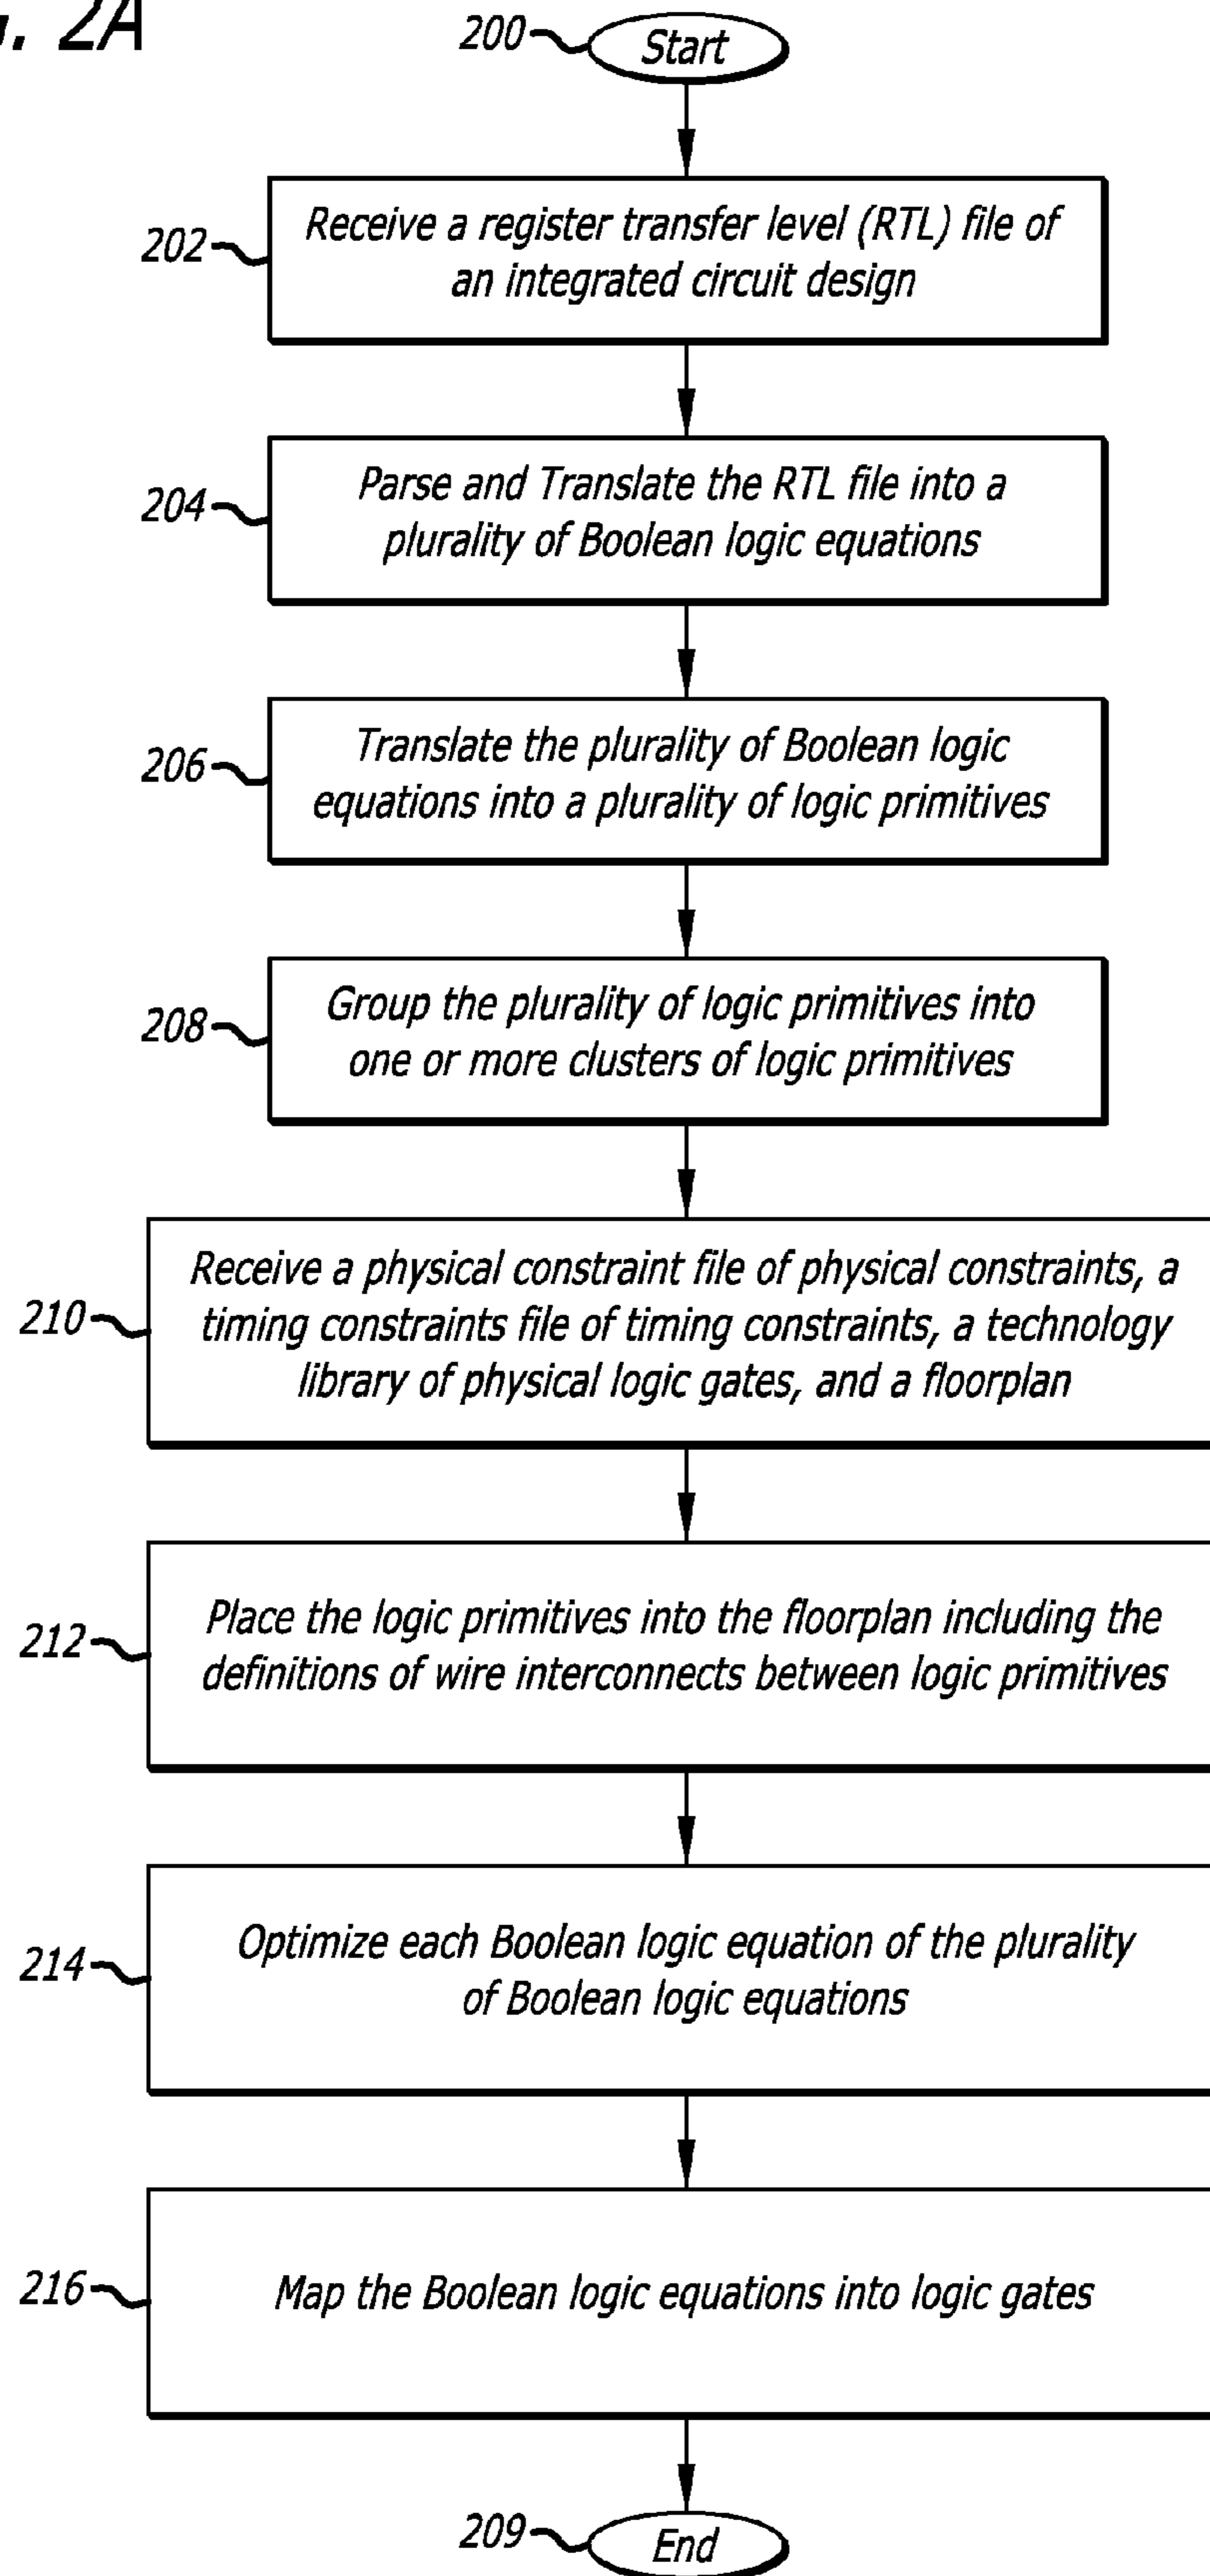 . 2A
200
Start
202
Receive a register transfer level (RTL) file of
an integrated circuit design
204
Parse and Translate the RTL file into a
plurality of Boolean logic equations
206
Translate the plurality of Boolean logic
equations into a plurality of logic primitives
208
Group the plurality of logic primitives into
one or more clusters of logic primitives
210
Receive a physical constraint file of physical constraints, a
timing constraints file of timing constraints, a technology
library of physical logic gates, and a floorplan
212
Place the logic primitives into the floorplan including the
definitions of wire interconnects between logic primitives
214
Optimize each Boolean logic equation of the plurality
of Boolean logic equations
216
Map the Boolean logic equations into logic gates
209
End